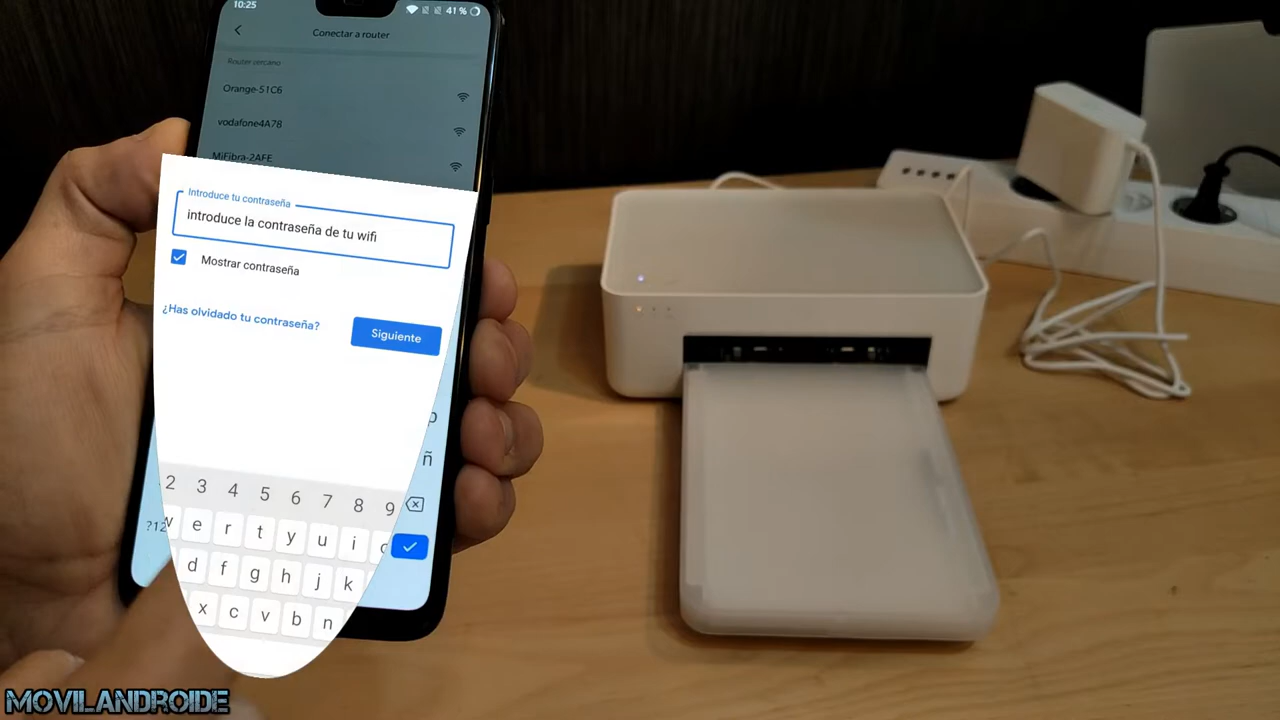 10:25
41 %
Conectar a router
Router cercano
Orange-51C6
vodafone4A78
MiFibra-2AFE
Introduce tu contraseña
introduce la contraseña de tu wifi
Mostrar contraseña
¿Has olvidado tu contraseña?
Siguiente
p
ñ
2 3 4 5 6 7 8 9
?12 w e r t y u i
d f g h j k
x c v b n
MOVILANDROIDE